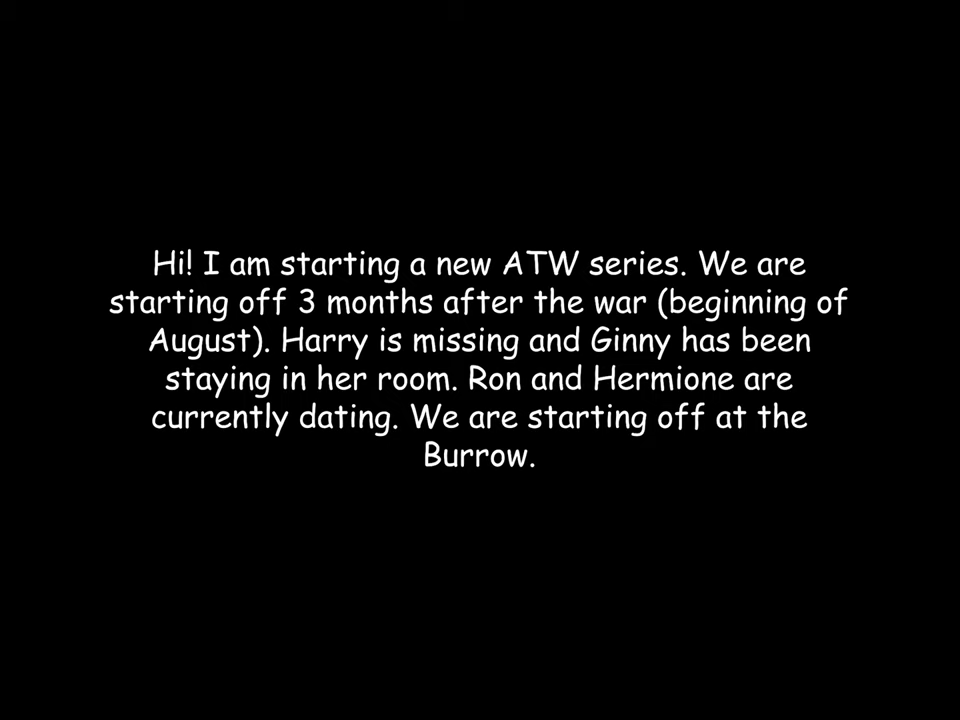 Hi! I am starting a new ATW series. We are
starting off 3 months after the war (beginning of
August). Harry is missing and Ginny has been
staying in her room. Ron and Hermione are
currently dating. We are starting off at the
Burrow.